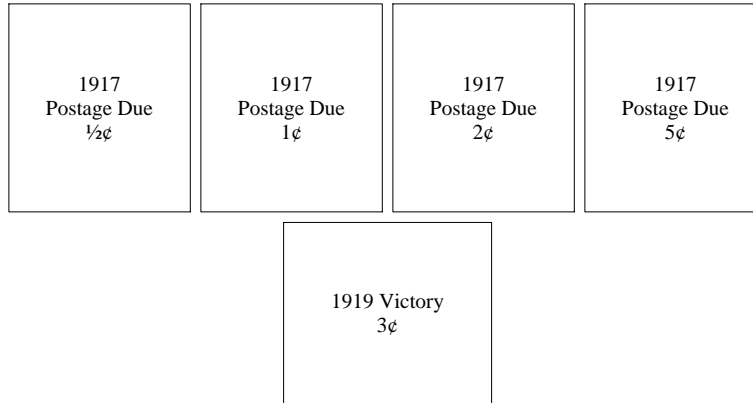 1917
Postage Due
½¢
1917
Postage Due
1¢
1917
Postage Due
2¢
1917
Postage Due
5¢
1919 Victory
3¢